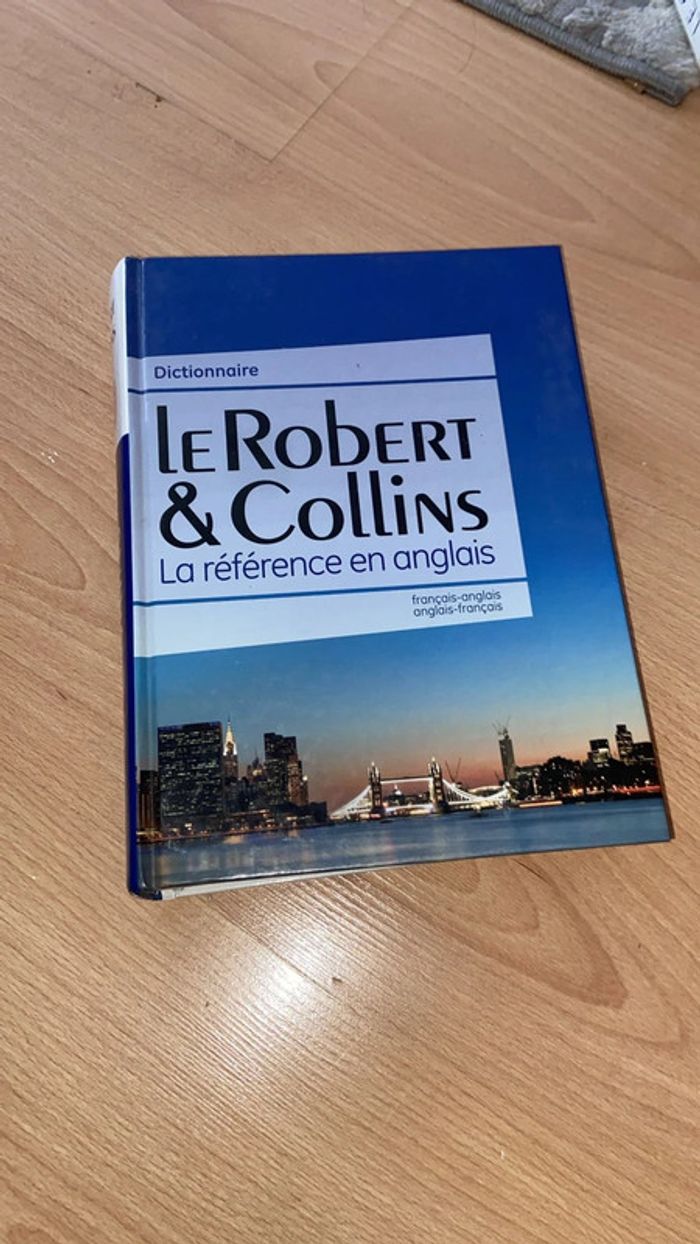 Dictionnaire
le Robert
& Collins
La référence en anglais
français-anglais
anglais-français